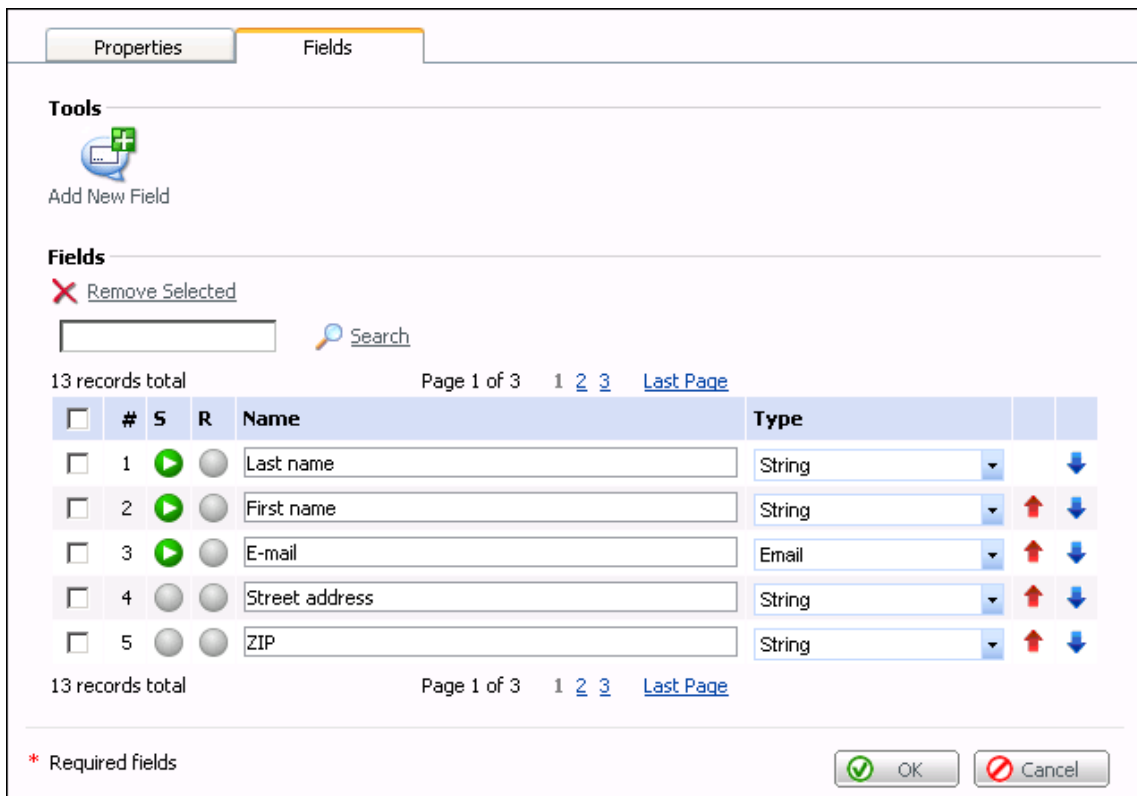 Properties Fields
Tools
Add New Field
Fields
Remove Selected
Search
13 records total Page 1 of 3 1 2 3 Last Page
# S R Name Type
1 Last name String
2 First name String
3 E-mail Email
4 Street address String
5 ZIP String
13 records total Page 1 of 3 1 2 3 Last Page
* Required fields OK Cancel